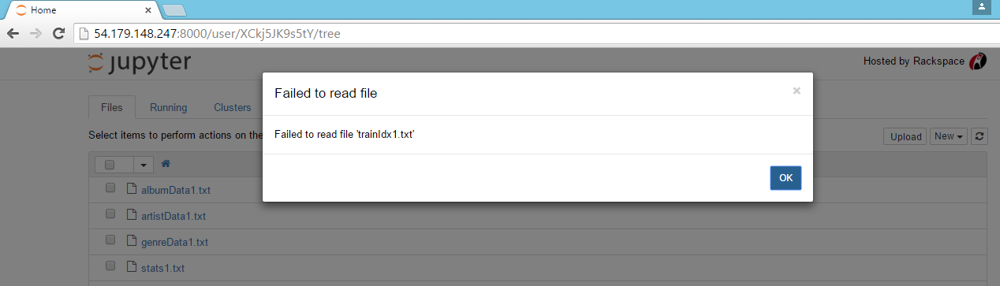 Home
54.179.148.247:8000/user/XCkj5JK9s5tY/tree
jupyter
Hosted by Rackspace
Failed to read file
Files Running Clusters
Failed to read file 'trainIdx1.txt'
Select items to perform actions on the
Upload New
OK
albumData1.txt
artistData1.txt
genreData1.txt
stats1.txt